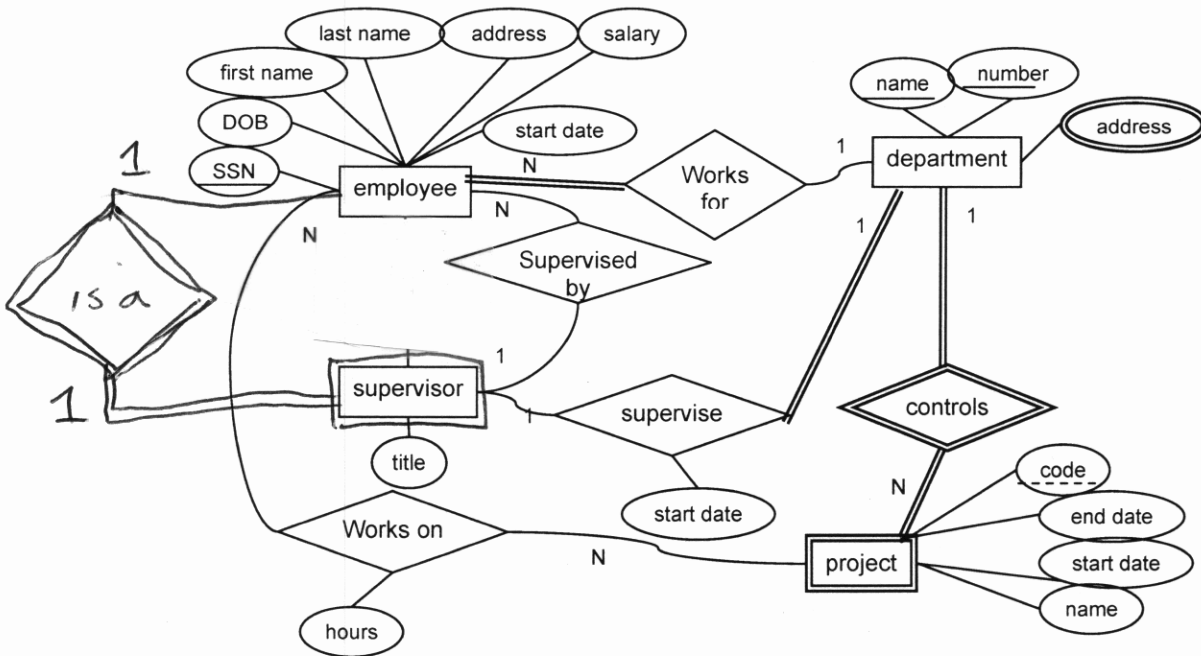 last name
address
salary
first name
name
number
DOB
start date
address
1
SSN
N
1
department
employee
Works
for
N
N
1
1
Supervised
by
is a
1
supervisor
1
supervise
controls
1
title
N
code
start date
end date
Works on
N
project
start date
name
hours